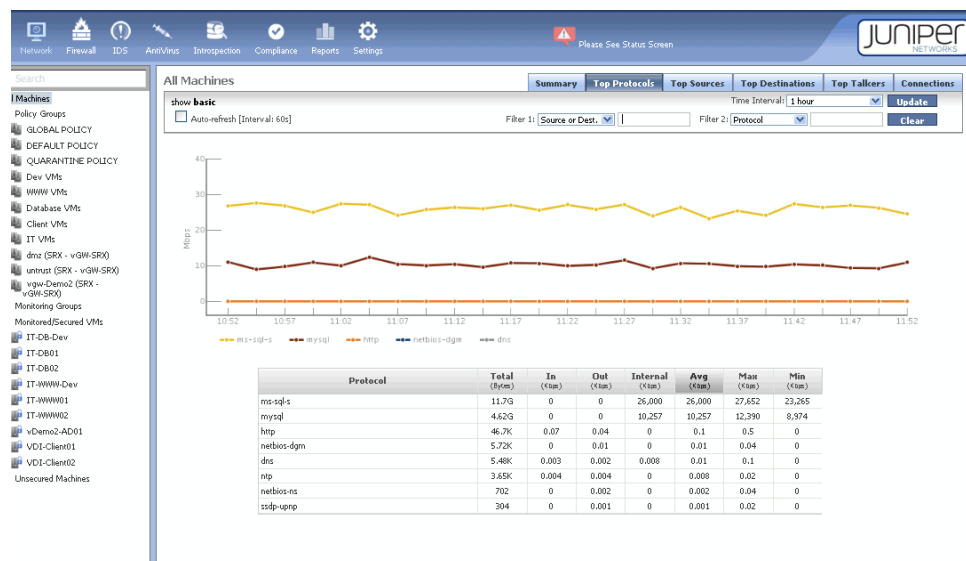 Network Firewall IDS AntiVirus Introspection Compliance Reports Settings
Please See Status Screen
JUNIPER
NETWORKS
Search
l Machines
Policy Groups
GLOBAL POLICY
DEFAULT POLICY
QUARANTINE POLICY
Dev VMs
WWW VMs
Database VMs
Client VMs
IT VMs
dmz (SRX - vGW-SRX)
untrust (SRX - vGW-SRX)
vgw-Demo2 (SRX -
vGW-SRX)
Monitoring Groups
Monitored/Secured VMs
IT-DB-Dev
IT-DB01
IT-DB02
IT-WWW-Dev
IT-WWW01
IT-WWW02
vDemo2-AD01
VDI-Client01
VDI-Client02
Unsecured Machines
All Machines
Summary Top Protocols Top Sources Top Destinations Top Talkers Connections
show basic
Time Interval: 1 hour Update
Auto-refresh [Interval: 60s]
Filter 1: Source or Dest. Filter 2: Protocol Clear
40
30
20
10
0
Mbps
10:52 10:57 11:02 11:07 11:12 11:17 11:22 11:27 11:32 11:37 11:42 11:47 11:52
ms-sql-s mysql http netbios-dgm dns
Protocol Total (Bytes) In (Kbps) Out (Kbps) Internal (Kbps) Avg (Kbps) Max (Kbps) Min (Kbps)
ms-sql-s 11.7G 0 0 26,000 26,000 27,652 23,265
mysql 4.62G 0 0 10,257 10,257 12,390 8,974
http 46.7K 0.07 0.04 0 0.1 0.5 0
netbios-dgm 5.72K 0 0.01 0 0.01 0.04 0
dns 5.48K 0.003 0.002 0.008 0.01 0.1 0
ntp 3.65K 0.004 0.004 0 0.008 0.02 0
netbios-ns 702 0 0.002 0 0.002 0.04 0
ssdp-upnp 304 0 0.001 0 0.001 0.02 0